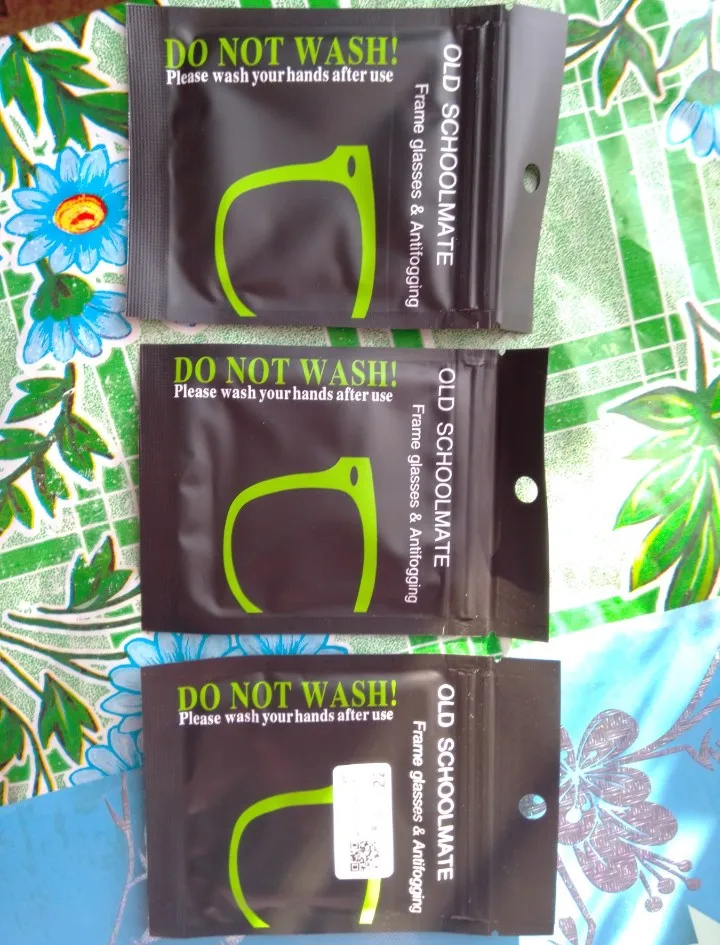 DO NOT WASH!
Please wash your hands after use
OLD SCHOOLMATE
Frame glasses & Antifogging
DO NOT WASH!
Please wash your hands after use
OLD SCHOOLMATE
Frame glasses & Antifogging
DO NOT WASH!
Please wash your hands after use
OLD SCHOOLMATE
Frame glasses & Antifogging